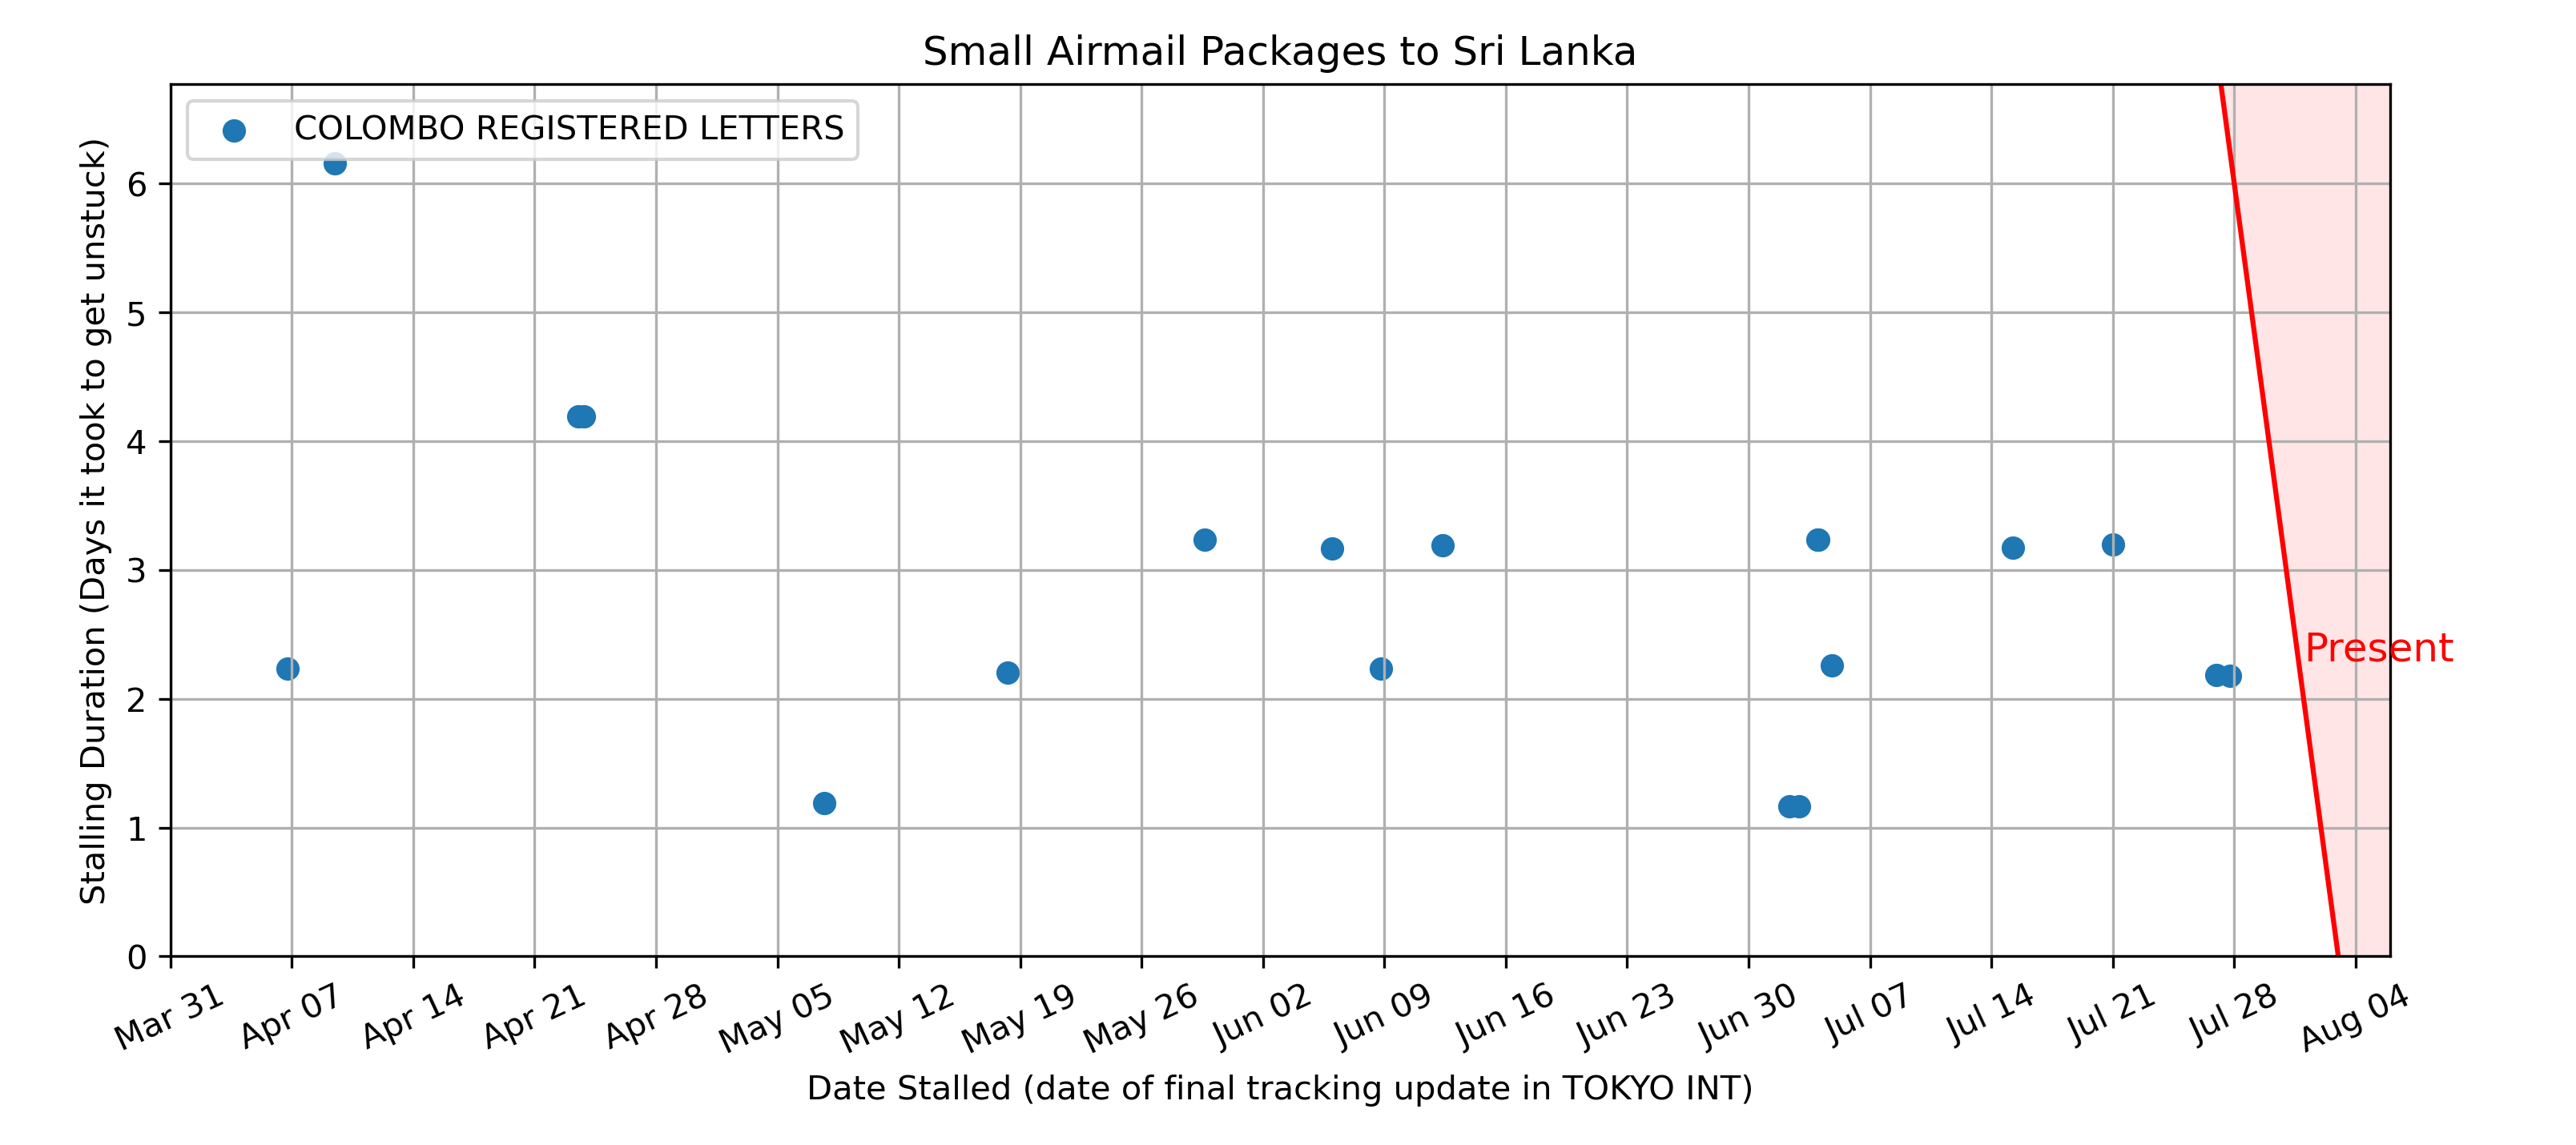 Small Airmail Packages to Sri Lanka
COLOMBO REGISTERED LETTERS
Stalling Duration (Days it took to get unstuck)
6
5
4
3
2
1
0
Present
Mar 31
Apr 07
Apr 14
Apr 21
Apr 28
May 05
May 12
May 19
May 26
Jun 02
Jun 09
Jun 16
Jun 23
Jun 30
Jul 07
Jul 14
Jul 21
Jul 28
Aug 04
Date Stalled (date of final tracking update in TOKYO INT)